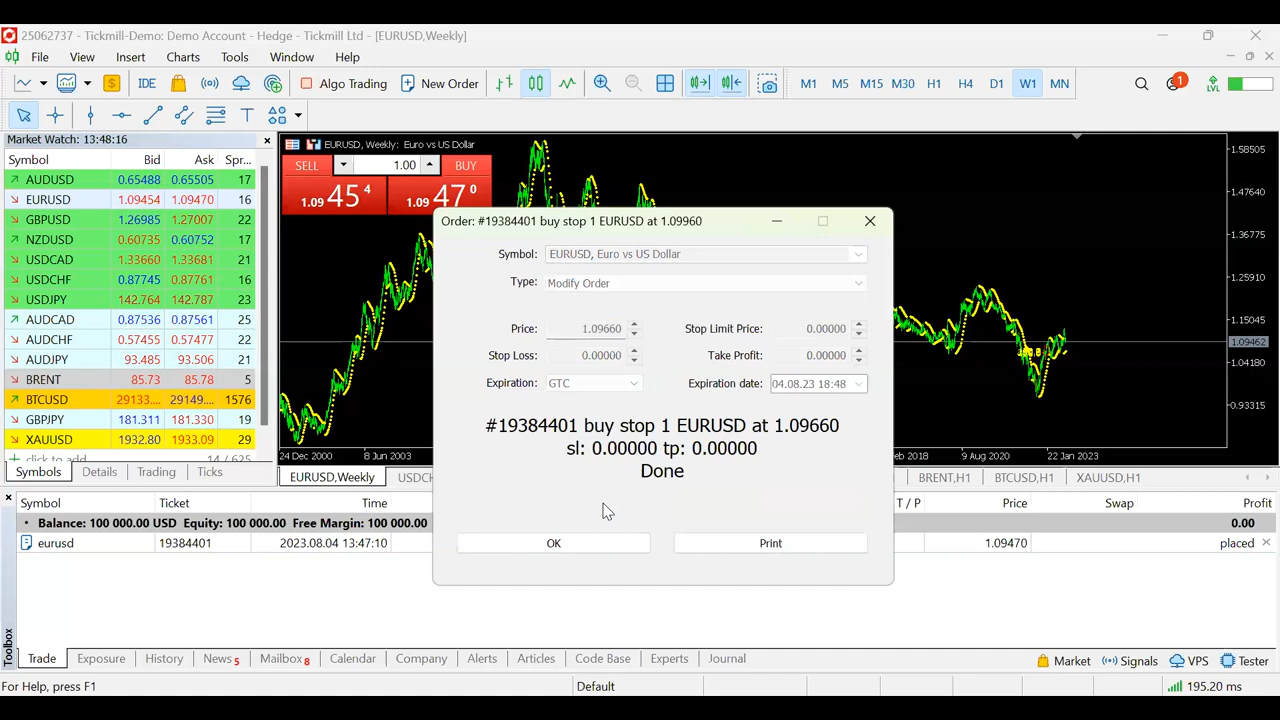 25062737 - Tickmill-Demo: Demo Account - Hedge - Tickmill Ltd - [EURUSD,Weekly]
File View Insert Charts Tools Window Help
IDE Algo Trading New Order M1 M5 M15 M30 H1 H4 D1 W1 MN 1 LVL
T
Market Watch: 13:48:16
Symbol Bid Ask Spr...
AUDUSD 0.65488 0.65505 17
EURUSD 1.09454 1.09470 16
GBPUSD 1.26985 1.27007 22
NZDUSD 0.60735 0.60752 17
USDCAD 1.33660 1.33681 21
USDCHF 0.87745 0.87761 16
USDJPY 142.764 142.787 23
AUDCAD 0.87536 0.87561 25
AUDCHF 0.57455 0.57477 22
AUDJPY 93.485 93.506 21
BRENT 85.73 85.78 5
BTCUSD 29133.... 29149.... 1576
GBPJPY 181.311 181.330 19
XAUUSD 1932.80 1933.09 29
click to add 14 / 625
Symbols Details Trading Ticks
EURUSD, Weekly: Euro vs US Dollar
SELL 1.00 BUY
1.09 45 4 1.09 47 0
1.58505
1.47640
1.36775
1.25910
1.15045
1.09462
1.04180
0.93315
24 Dec 2000 8 Jun 2003 eb 2018 9 Aug 2020 22 Jan 2023
EURUSD,Weekly USDCH BRENT,H1 BTCUSD,H1 XAUUSD,H1
Order: #19384401 buy stop 1 EURUSD at 1.09960
Symbol: EURUSD, Euro vs US Dollar
Type: Modify Order
Price: 1.09660 Stop Limit Price: 0.00000
Stop Loss: 0.00000 Take Profit: 0.00000
Expiration: GTC Expiration date: 04.08.23 18:48
#19384401 buy stop 1 EURUSD at 1.09660
sl: 0.00000 tp: 0.00000
Done
OK Print
Symbol Ticket Time T / P Price Swap Profit
Balance: 100 000.00 USD Equity: 100 000.00 Free Margin: 100 000.00 0.00
eurusd 19384401 2023.08.04 13:47:10 1.09470 placed
Toolbox
Trade Exposure History News 5 Mailbox 8 Calendar Company Alerts Articles Code Base Experts Journal Market Signals VPS Tester
For Help, press F1 Default 195.20 ms